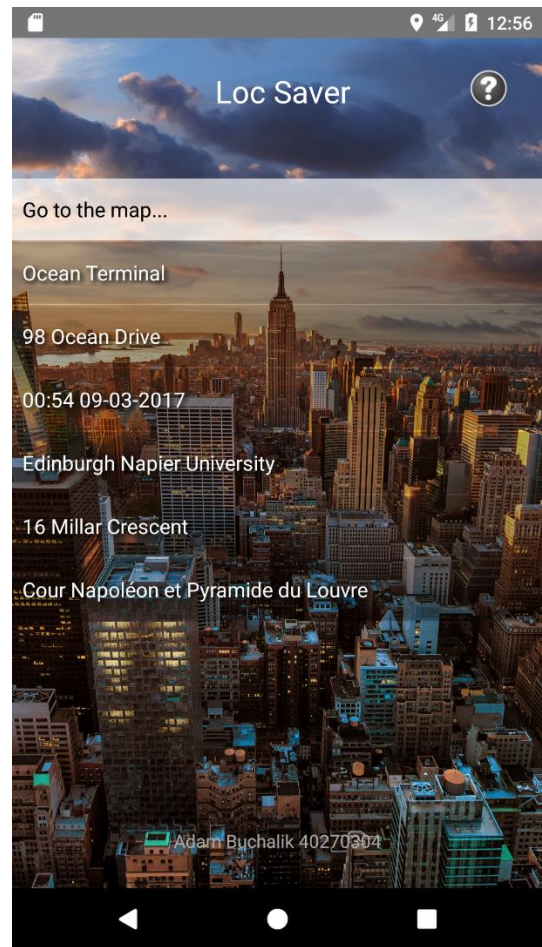 4G 12:56
Loc Saver
?
Go to the map...
Ocean Terminal
98 Ocean Drive
00:54 09-03-2017
Edinburgh Napier University
16 Millar Crescent
Cour Napoléon et Pyramide du Louvre
Adam Buchalik 40270304